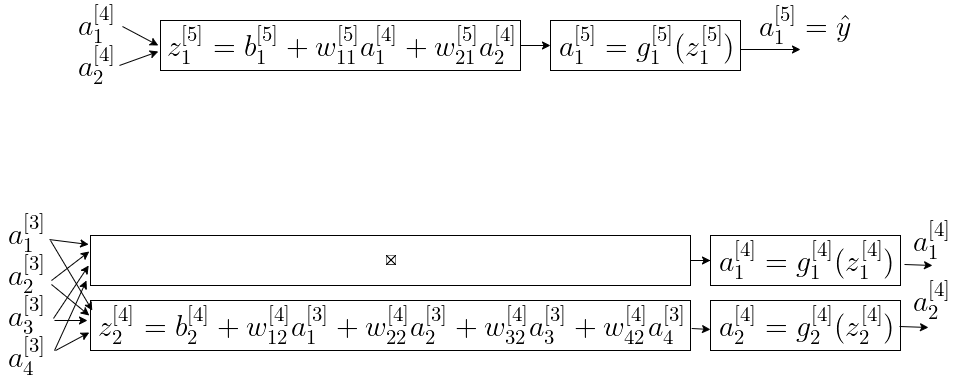 a_1^{[4]}
a_2^{[4]}
z_1^{[5]} = b_1^{[5]} + w_{11}^{[5]}a_1^{[4]} + w_{21}^{[5]}a_2^{[4]}
a_1^{[5]} = g_1^{[5]}(z_1^{[5]})
a_1^{[5]} = \hat{y}
a_1^{[3]}
a_2^{[3]}
a_3^{[3]}
a_4^{[3]}
⊠
a_1^{[4]} = g_1^{[4]}(z_1^{[4]})
a_1^{[4]}
z_2^{[4]} = b_2^{[4]} + w_{12}^{[4]}a_1^{[3]} + w_{22}^{[4]}a_2^{[3]} + w_{32}^{[4]}a_3^{[3]} + w_{42}^{[4]}a_4^{[3]}
a_2^{[4]} = g_2^{[4]}(z_2^{[4]})
a_2^{[4]}